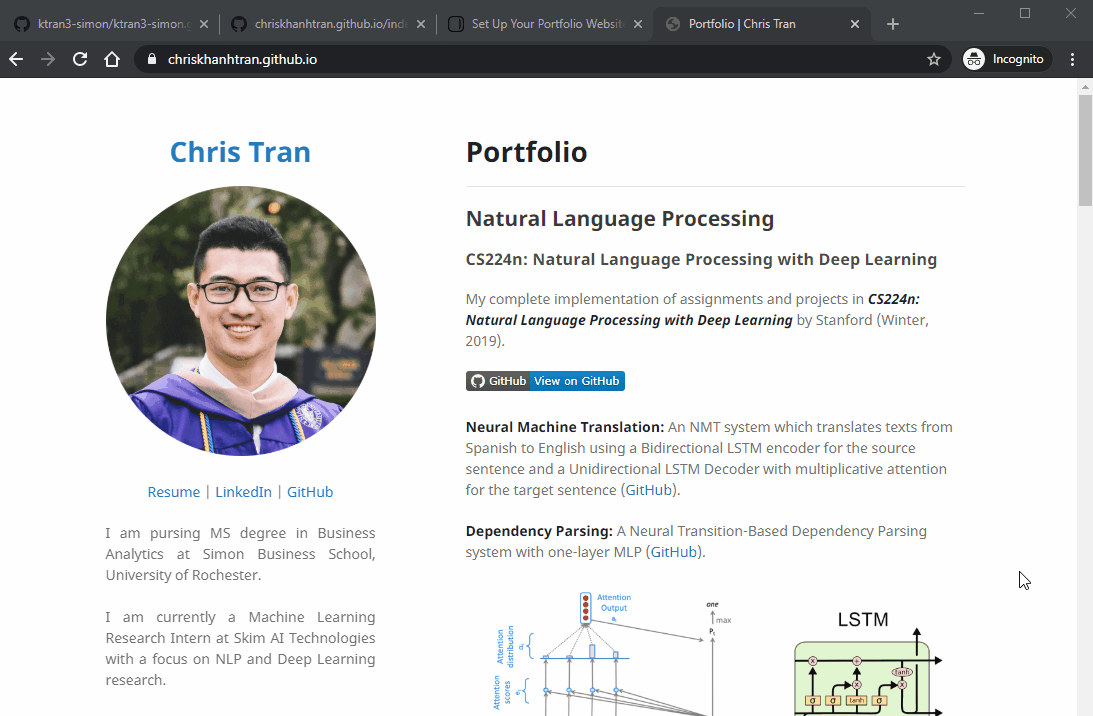 ktran3-simon/ktran3-simon.g
chriskhanhtran.github.io/inde
Set Up Your Portfolio Website
Portfolio | Chris Tran
chriskhanhtran.github.io
Incognito
Chris Tran
Resume | LinkedIn | GitHub
I am pursing MS degree in Business
Analytics at Simon Business School,
University of Rochester.
I am currently a Machine Learning
Research Intern at Skim AI Technologies
with a focus on NLP and Deep Learning
research.
Portfolio
Natural Language Processing
CS224n: Natural Language Processing with Deep Learning
My complete implementation of assignments and projects in CS224n:
Natural Language Processing with Deep Learning by Stanford (Winter,
2019).
GitHub View on GitHub
Neural Machine Translation: An NMT system which translates texts from
Spanish to English using a Bidirectional LSTM encoder for the source
sentence and a Unidirectional LSTM Decoder with multiplicative attention
for the target sentence (GitHub).
Dependency Parsing: A Neural Transition-Based Dependency Parsing
system with one-layer MLP (GitHub).
Attention
Output
one
max
Attention
distribution
Attention
scores
LSTM
tanh
σ σ tanh σ